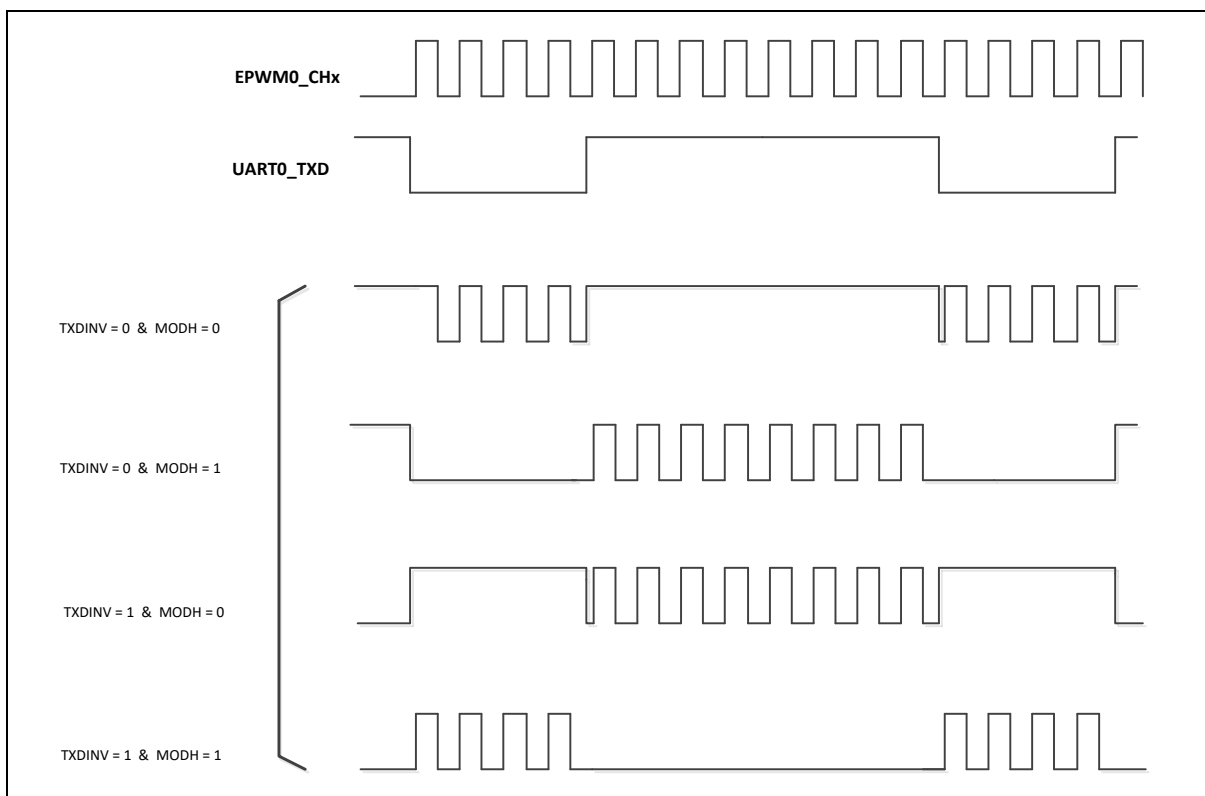 EPWM0_CHx
UART0_TXD
TXDINV = 0 & MODH = 0
TXDINV = 0 & MODH = 1
TXDINV = 1 & MODH = 0
TXDINV = 1 & MODH = 1